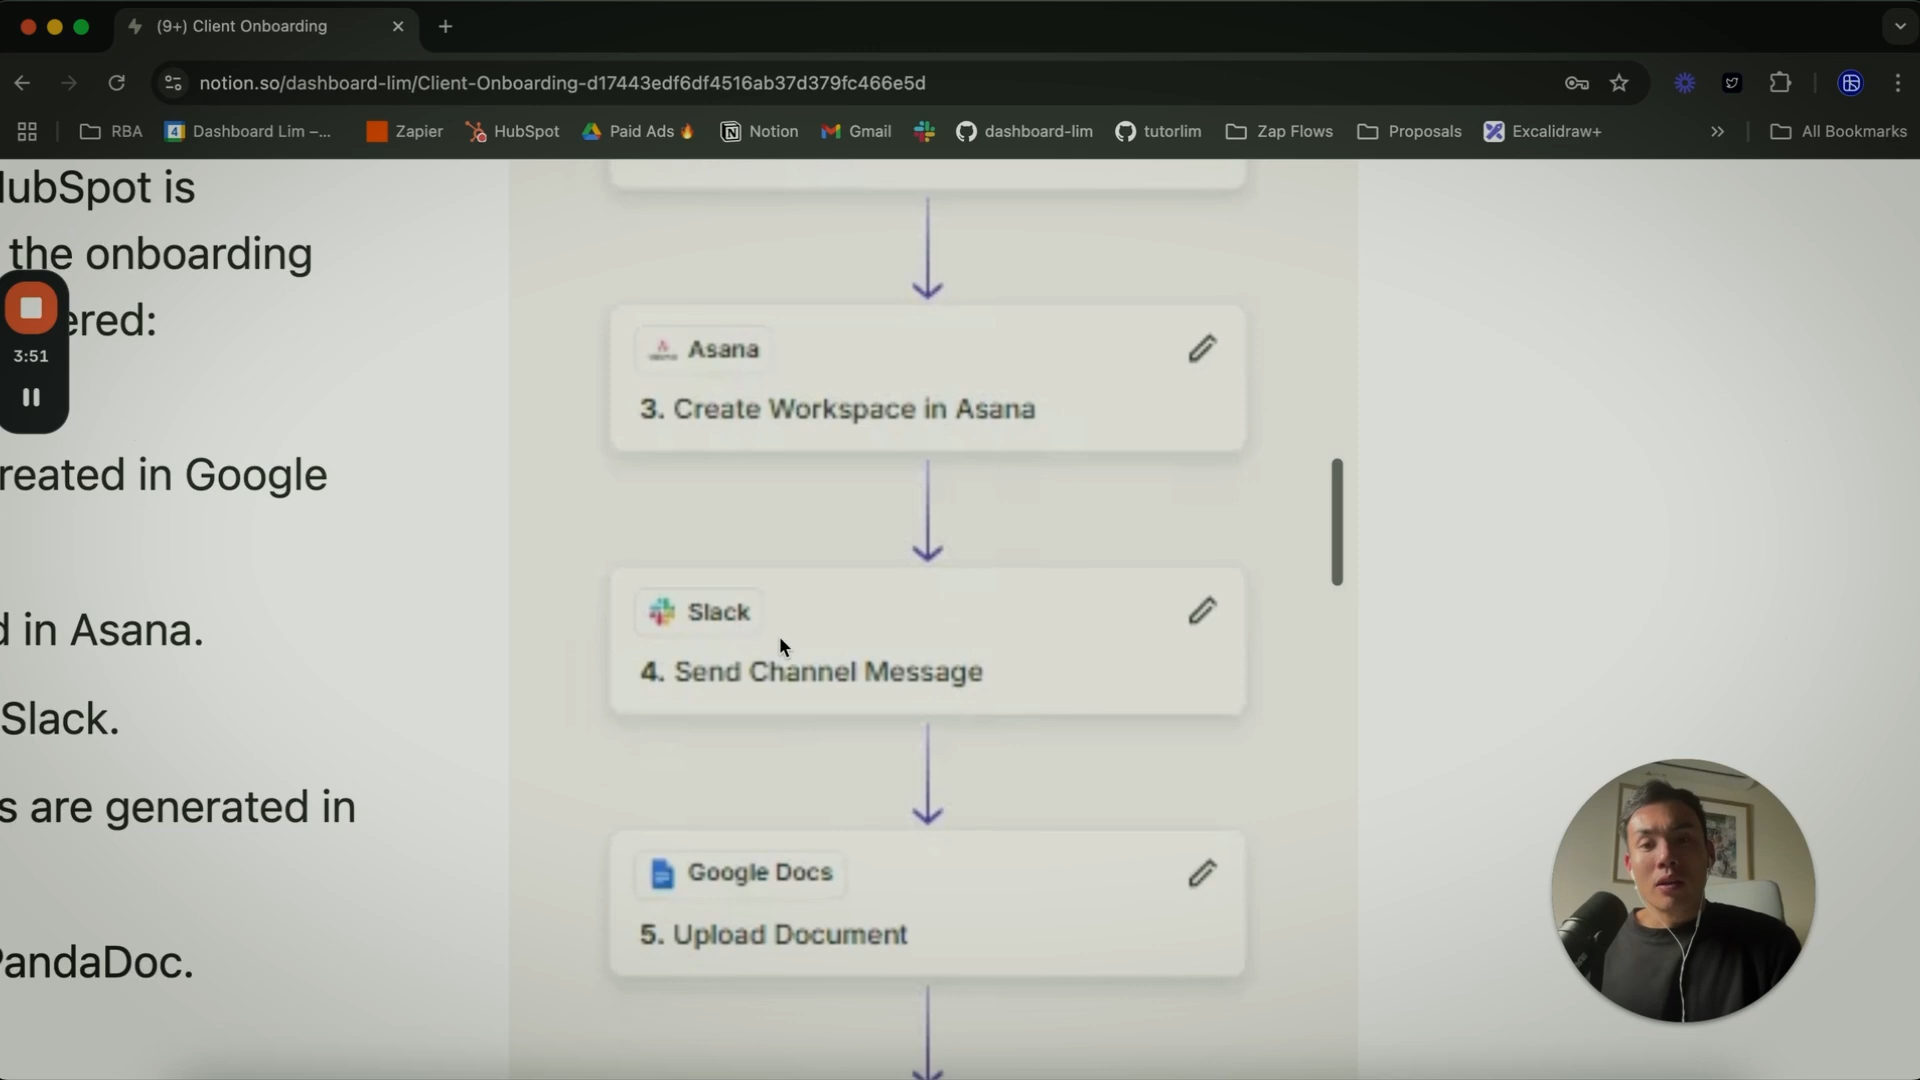 (9+) Client Onboarding
notion.so/dashboard-lim/Client-Onboarding-d17443edf6df4516ab37d379fc466e5d
RBA
4 Dashboard Lim –...
Zapier
HubSpot
Paid Ads 🔥
Notion
Gmail
dashboard-lim
tutorlim
Zap Flows
Proposals
Excalidraw+
All Bookmarks
HubSpot is
the onboarding
ered:
3:51
reated in Google
d in Asana.
Slack.
s are generated in
PandaDoc.
Asana
3. Create Workspace in Asana
Slack
4. Send Channel Message
Google Docs
5. Upload Document